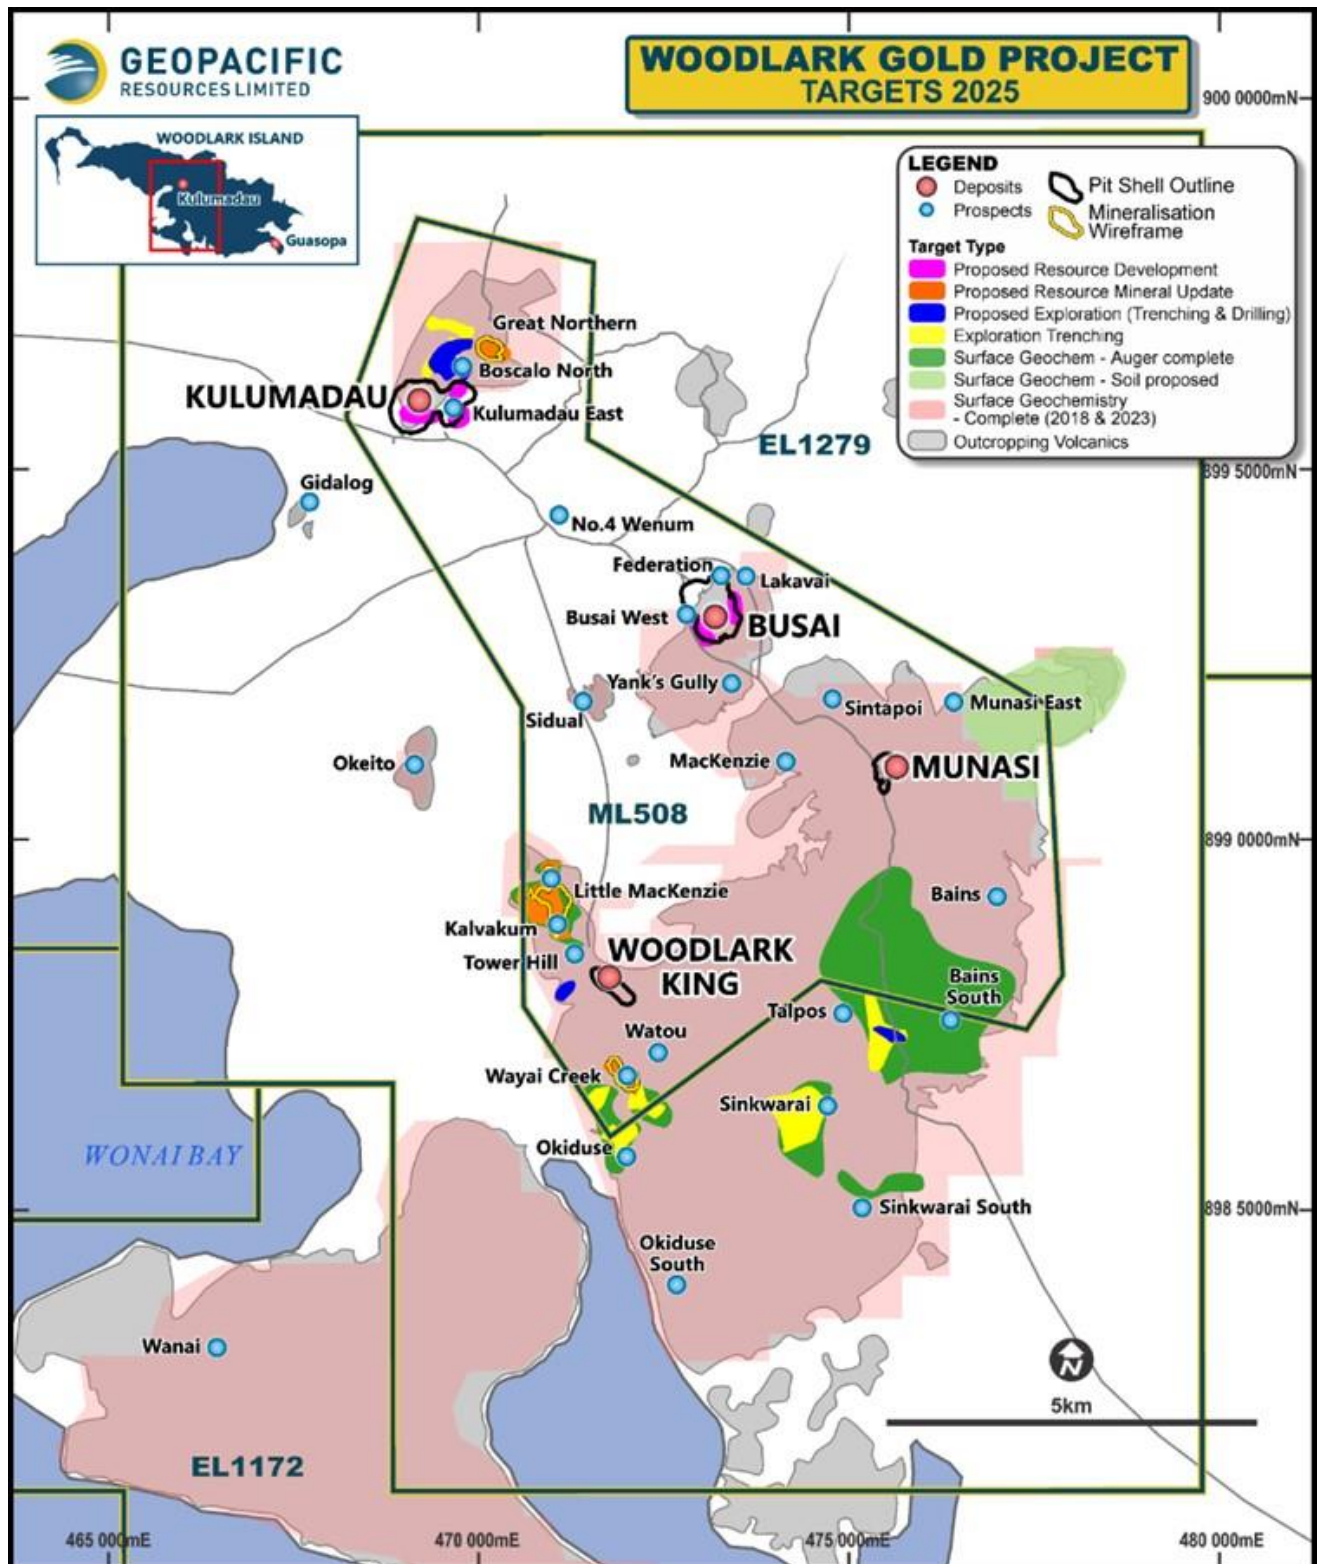 GEOPACIFIC
RESOURCES LIMITED
WOODLARK GOLD PROJECT
TARGETS 2025
900 0000mN
WOODLARK ISLAND
Kulumadau
Guasopa
LEGEND
Deposits
Prospects
Pit Shell Outline
Mineralisation
Wireframe
Target Type
Proposed Resource Development
Proposed Resource Mineral Update
Proposed Exploration (Trenching & Drilling)
Exploration Trenching
Surface Geochem - Auger complete
Surface Geochem - Soil proposed
Surface Geochemistry
- Complete (2018 & 2023)
Outcropping Volcanics
Great Northern
Boscalo North
KULUMADAU
Kulumadau East
EL1279
899 5000mN
Gidalog
No.4 Wenum
Federation
Lakavai
Busai West
BUSAI
Yank's Gully
Sintapoi
Munasi East
Sidual
Okeito
MacKenzie
MUNASI
ML508
899 0000mN
Little MacKenzie
Bains
Kalvakum
Tower Hill
WOODLARK
KING
Bains
South
Talpos
Watou
Wayai Creek
Sinkwarai
Okiduse
WONAI BAY
Sinkwarai South
898 5000mN
Okiduse
South
Wanai
N
5km
EL1172
465 000mE
470 000mE
475 000mE
480 000mE